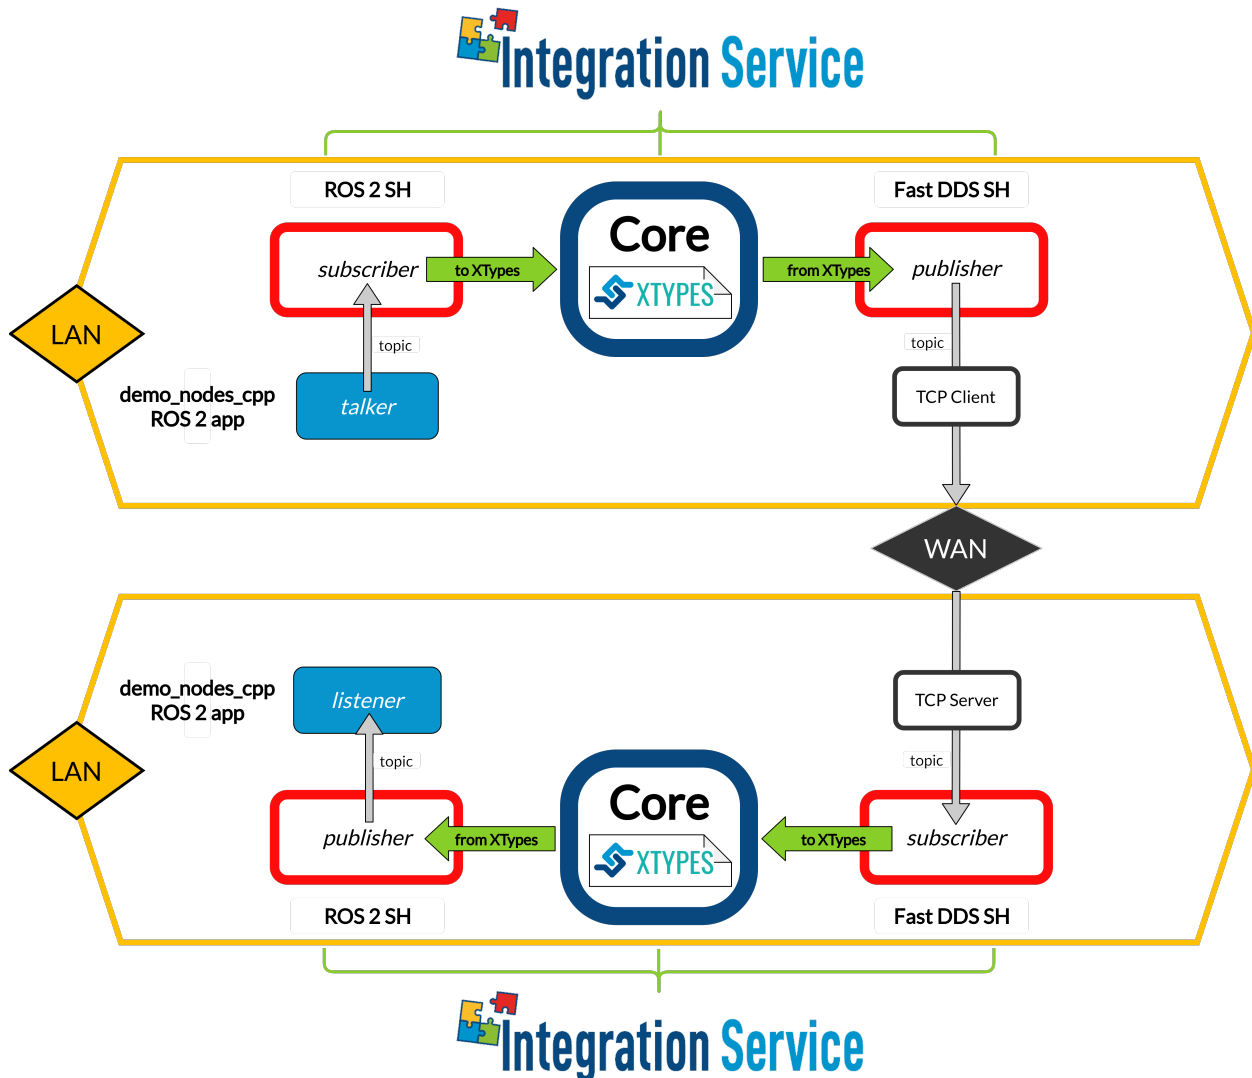 Integration Service
ROS 2 SH
Fast DDS SH
Core
subscriber
to XTypes
XTYPES
from XTypes
publisher
LAN
topic
topic
demo_nodes_cpp
ROS 2 app
talker
TCP Client
WAN
demo_nodes_cpp
ROS 2 app
listener
TCP Server
LAN
topic
topic
Core
publisher
from XTypes
XTYPES
to XTypes
subscriber
ROS 2 SH
Fast DDS SH
Integration Service